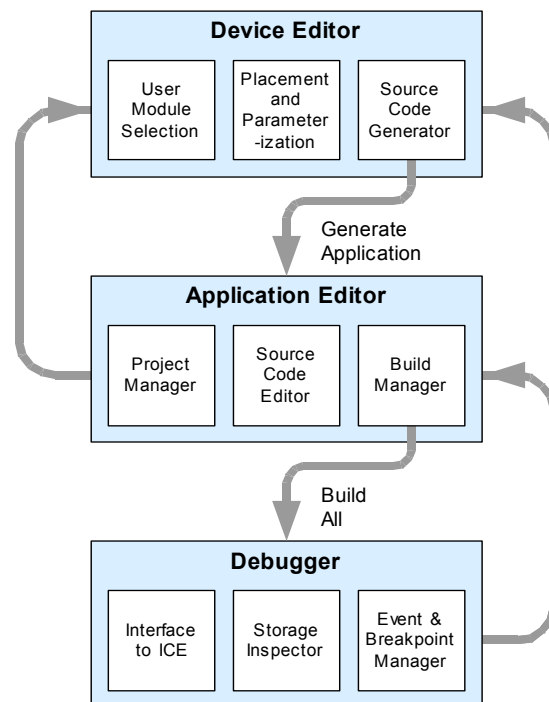 Device Editor
User
Module
Selection
Placement
and
Parameter
-ization
Source
Code
Generator
Generate
Application
Application Editor
Project
Manager
Source
Code
Editor
Build
Manager
Build
All
Debugger
Interface
to ICE
Storage
Inspector
Event &
Breakpoint
Manager